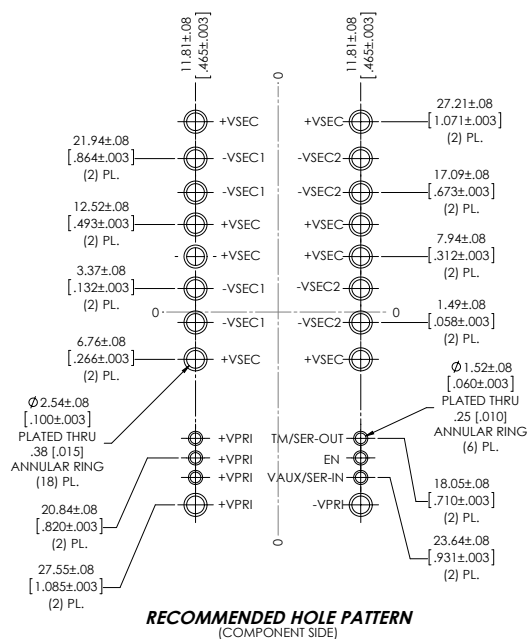 11.81±.08
[.465±.003]
11.81±.08
[.465±.003]
0
+VSEC
+VSEC
27.21±.08
[1.071±.003]
(2) PL.
21.94±.08
[.864±.003]
(2) PL.
-VSEC1
-VSEC2
-VSEC1
-VSEC2
17.09±.08
[.673±.003]
(2) PL.
12.52±.08
[.493±.003]
(2) PL.
+VSEC
+VSEC
+VSEC
+VSEC
7.94±.08
[.312±.003]
(2) PL.
3.37±.08
[.132±.003]
(2) PL.
-VSEC1
-VSEC2
0
-VSEC1
-VSEC2
0
1.49±.08
[.058±.003]
(2) PL.
6.76±.08
[.266±.003]
(2) PL.
+VSEC
+VSEC
Ø2.54±.08
[.100±.003]
PLATED THRU
.38 [.015]
ANNULAR RING
(18) PL.
Ø1.52±.08
[.060±.003]
PLATED THRU
.25 [.010]
ANNULAR RING
(6) PL.
+VPRI
TM/SER-OUT
+VPRI
EN
+VPRI
VAUX/SER-IN
+VPRI
-VPRI
18.05±.08
[.710±.003]
(2) PL.
20.84±.08
[.820±.003]
(2) PL.
23.64±.08
[.931±.003]
(2) PL.
27.55±.08
[1.085±.003]
(2) PL.
0
RECOMMENDED HOLE PATTERN
(COMPONENT SIDE)